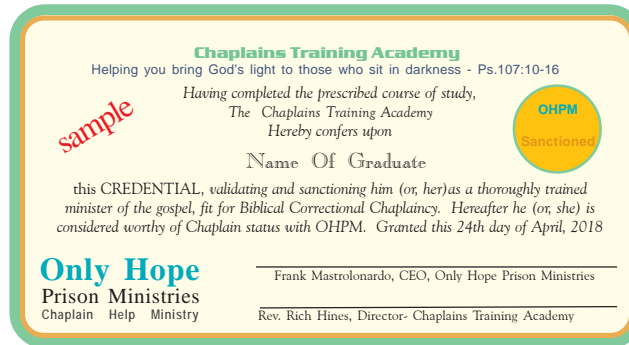 Chaplains Training Academy
Helping you bring God's light to those who sit in darkness - Ps.107:10-16
Having completed the prescribed course of study,
The Chaplains Training Academy
Hereby confers upon
sample
OHPM
Sanctioned
Name Of Graduate
this CREDENTIAL, validating and sanctioning him (or, her)as a thoroughly trained
minister of the gospel, fit for Biblical Correctional Chaplaincy. Hereafter he (or, she) is
considered worthy of Chaplain status with OHPM. Granted this 24th day of April, 2018
Only Hope
Prison Ministries
Chaplain Help Ministry
Frank Mastrolonardo, CEO, Only Hope Prison Ministries
Rev. Rich Hines, Director- Chaplains Training Academy